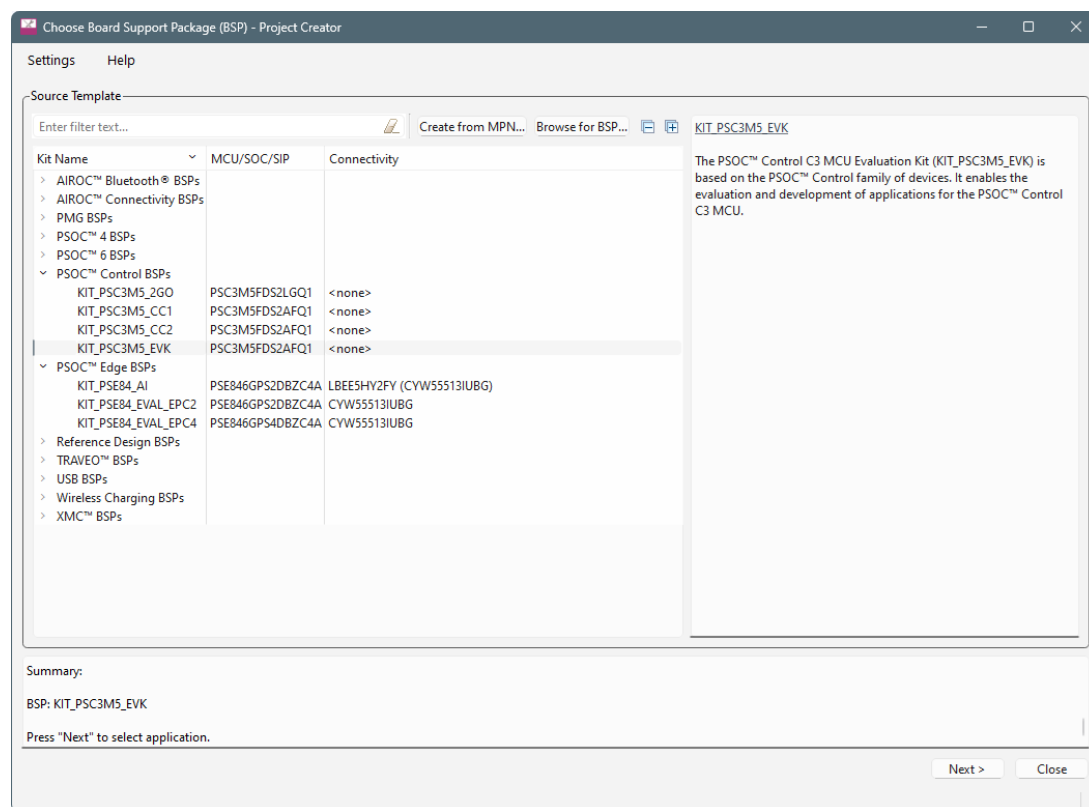 Choose Board Support Package (BSP) - Project Creator
Settings Help
Source Template
Enter filter text... Create from MPN... Browse for BSP...
Kit Name MCU/SOC/SIP Connectivity
AIROC™ Bluetooth® BSPs
AIROC™ Connectivity BSPs
PMG BSPs
PSOC™ 4 BSPs
PSOC™ 6 BSPs
PSOC™ Control BSPs
KIT_PSC3M5_2GO PSC3M5FDS2LGQ1 <none>
KIT_PSC3M5_CC1 PSC3M5FDS2AFQ1 <none>
KIT_PSC3M5_CC2 PSC3M5FDS2AFQ1 <none>
KIT_PSC3M5_EVK PSC3M5FDS2AFQ1 <none>
PSOC™ Edge BSPs
KIT_PSE84_AI PSE846GPS2DBZC4A LBEE5HY2FY (CYW55513IUBG)
KIT_PSE84_EVAL_EPC2 PSE846GPS2DBZC4A CYW55513IUBG
KIT_PSE84_EVAL_EPC4 PSE846GPS4DBZC4A CYW55513IUBG
Reference Design BSPs
TRAVEO™ BSPs
USB BSPs
Wireless Charging BSPs
XMC™ BSPs
KIT_PSC3M5_EVK
The PSOC™ Control C3 MCU Evaluation Kit (KIT_PSC3M5_EVK) is
based on the PSOC™ Control family of devices. It enables the
evaluation and development of applications for the PSOC™ Control
C3 MCU.
Summary:
BSP: KIT_PSC3M5_EVK
Press "Next" to select application.
Next > Close